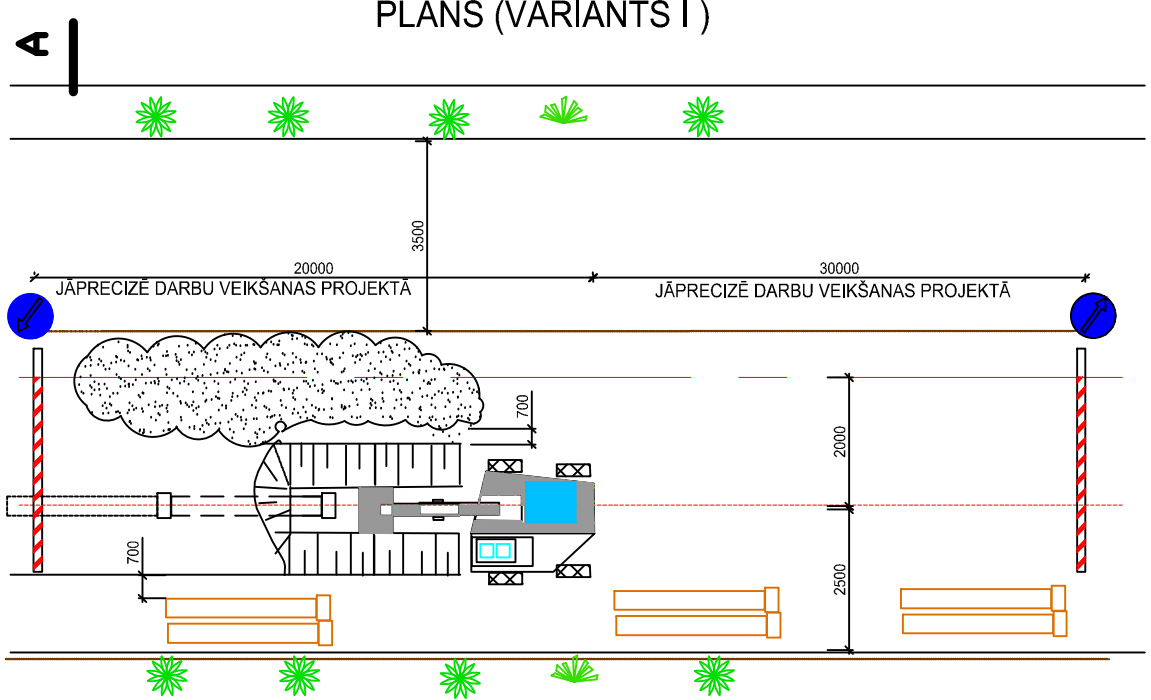 PLANS (VARIANTS I )
A
3500
20000
30000
JĀPRECIZĒ DARBU VEIKŠANAS PROJEKTĀ
JĀPRECIZĒ DARBU VEIKŠANAS PROJEKTĀ
700
2000
700
2500